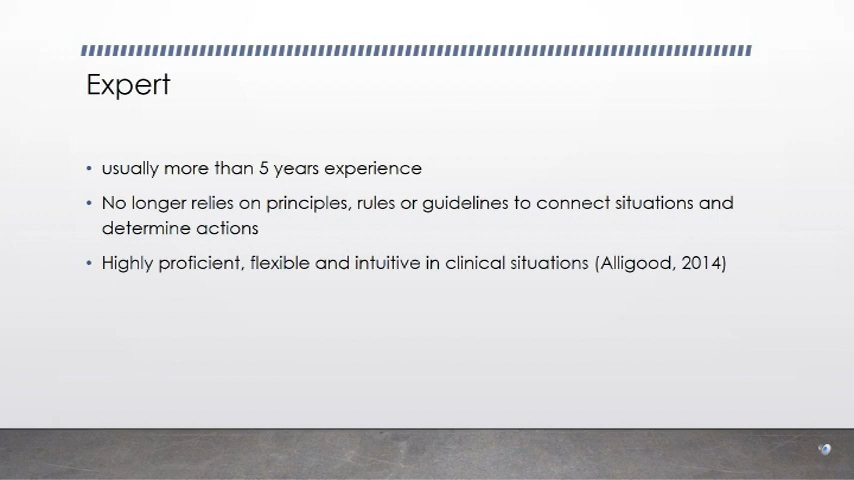 Expert
• usually more than 5 years experience
• No longer relies on principles, rules or guidelines to connect situations and
determine actions
• Highly proficient, flexible and intuitive in clinical situations (Alligood, 2014)